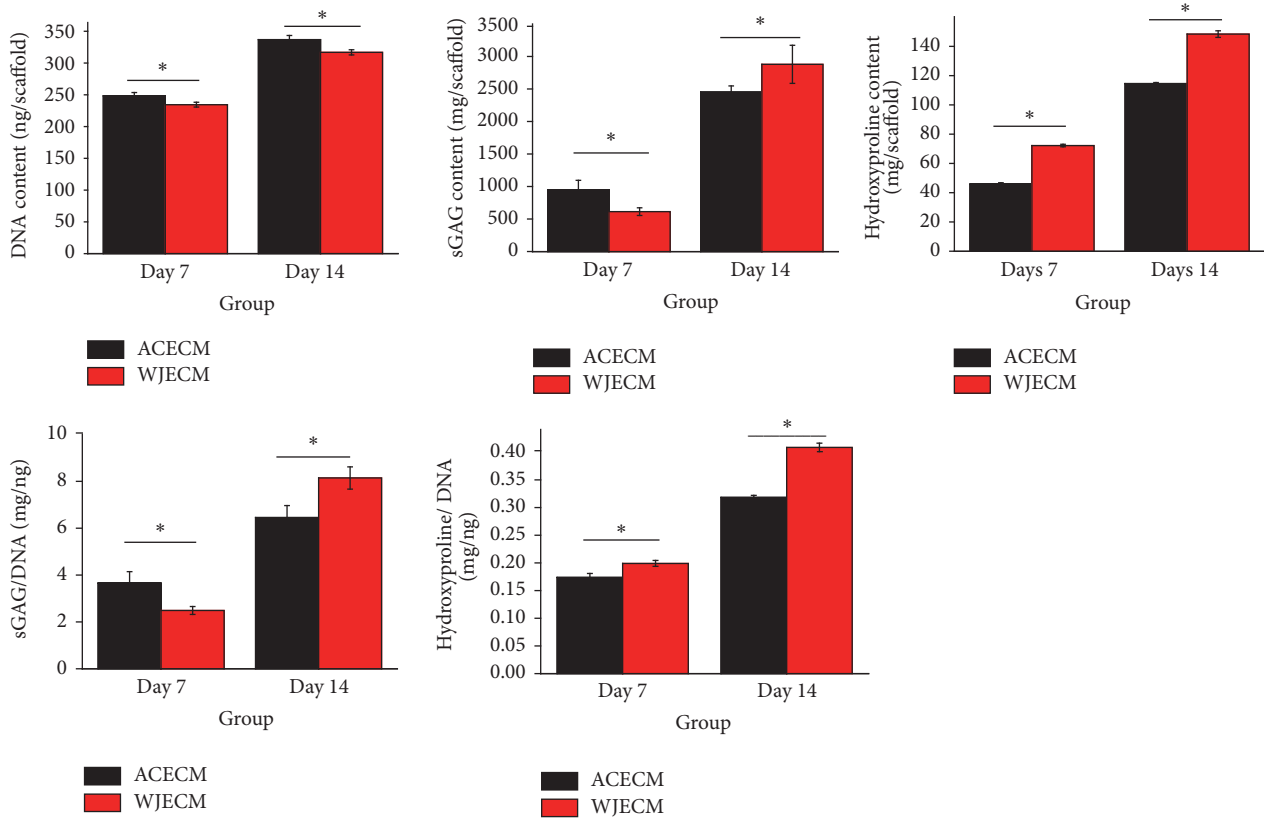 DNA content (ng/scaffold)
350
300
250
200
150
100
50
0
*
*
Day 7
Day 14
Group
ACECM
WJECM
sGAG content (mg/scaffold)
3500
3000
2500
2000
1500
1000
500
0
*
*
Day 7
Day 14
Group
ACECM
WJECM
Hydroxyproline content
(mg/scaffold)
140
120
100
80
60
40
20
0
*
*
Days 7
Days 14
Group
ACECM
WJECM
sGAG/DNA (mg/ng)
10
8
6
4
2
0
*
*
Day 7
Day 14
Group
ACECM
WJECM
Hydroxyproline/ DNA
(mg/ng)
0.40
0.35
0.30
0.25
0.20
0.15
0.10
0.05
0.00
*
*
Day 7
Day 14
Group
ACECM
WJECM